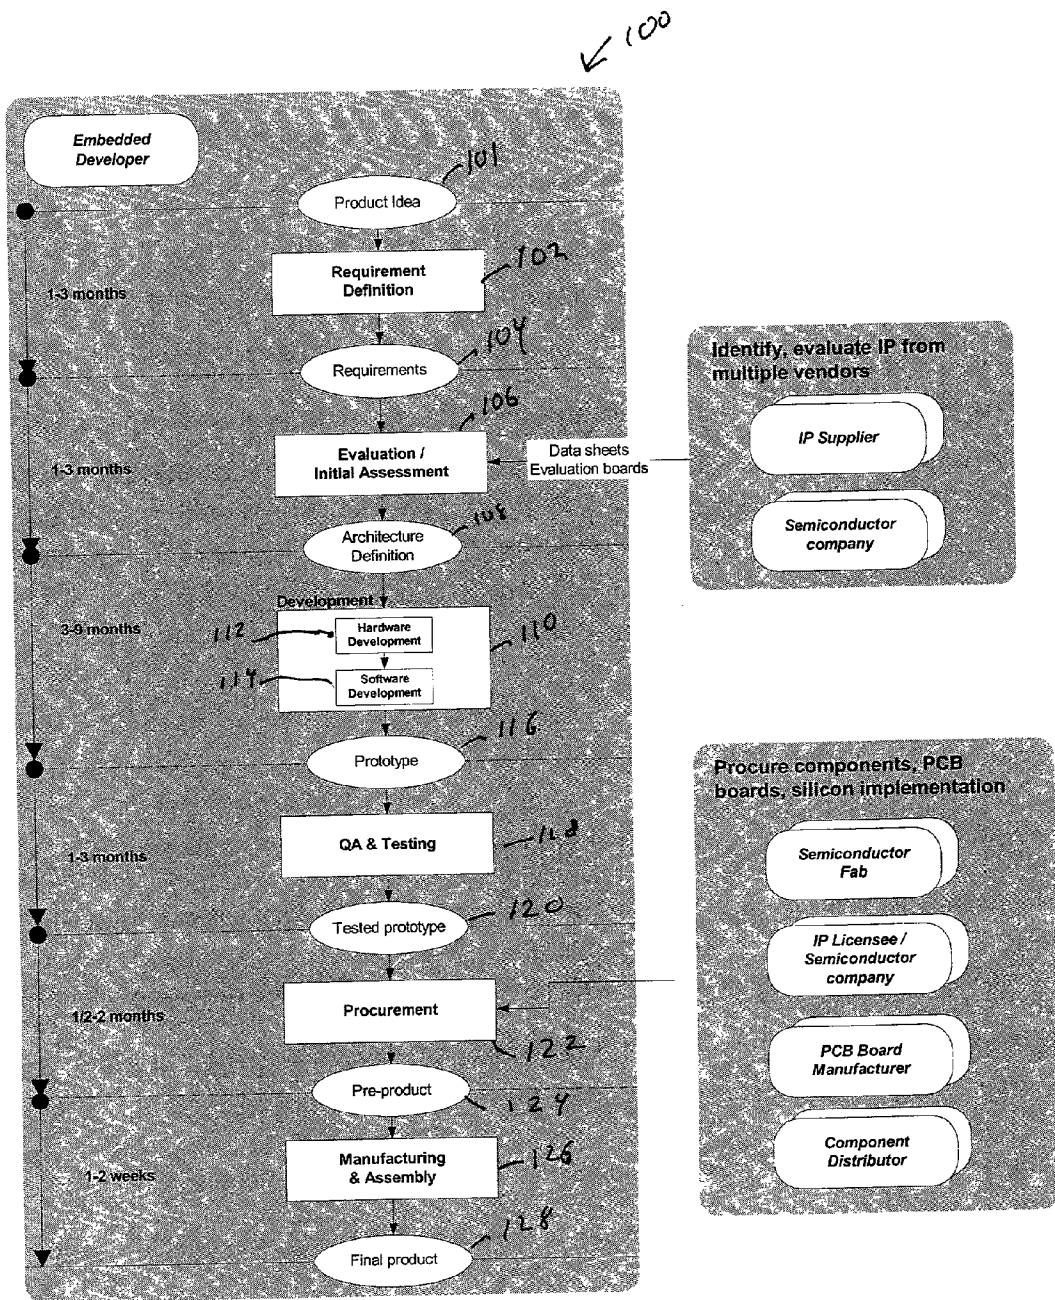 100
Embedded
Developer
101
Product Idea
102
Requirement
Definition
1-3 months
104
Requirements
106
Evaluation /
Initial Assessment
1-3 months
Data sheets
Evaluation boards
Identify, evaluate IP from
multiple vendors
IP Supplier
Semiconductor
company
108
Architecture
Definition
Development
3-9 months
112
Hardware
Development
110
114
Software
Development
116
Prototype
118
QA & Testing
1-3 months
120
Tested prototype
Procurement
1/2-2 months
122
Pre-product
124
Manufacturing
& Assembly
126
1-2 weeks
128
Final product
Procure components, PCB
boards, silicon implementation
Semiconductor
Fab
IP Licensee /
Semiconductor
company
PCB Board
Manufacturer
Component
Distributor